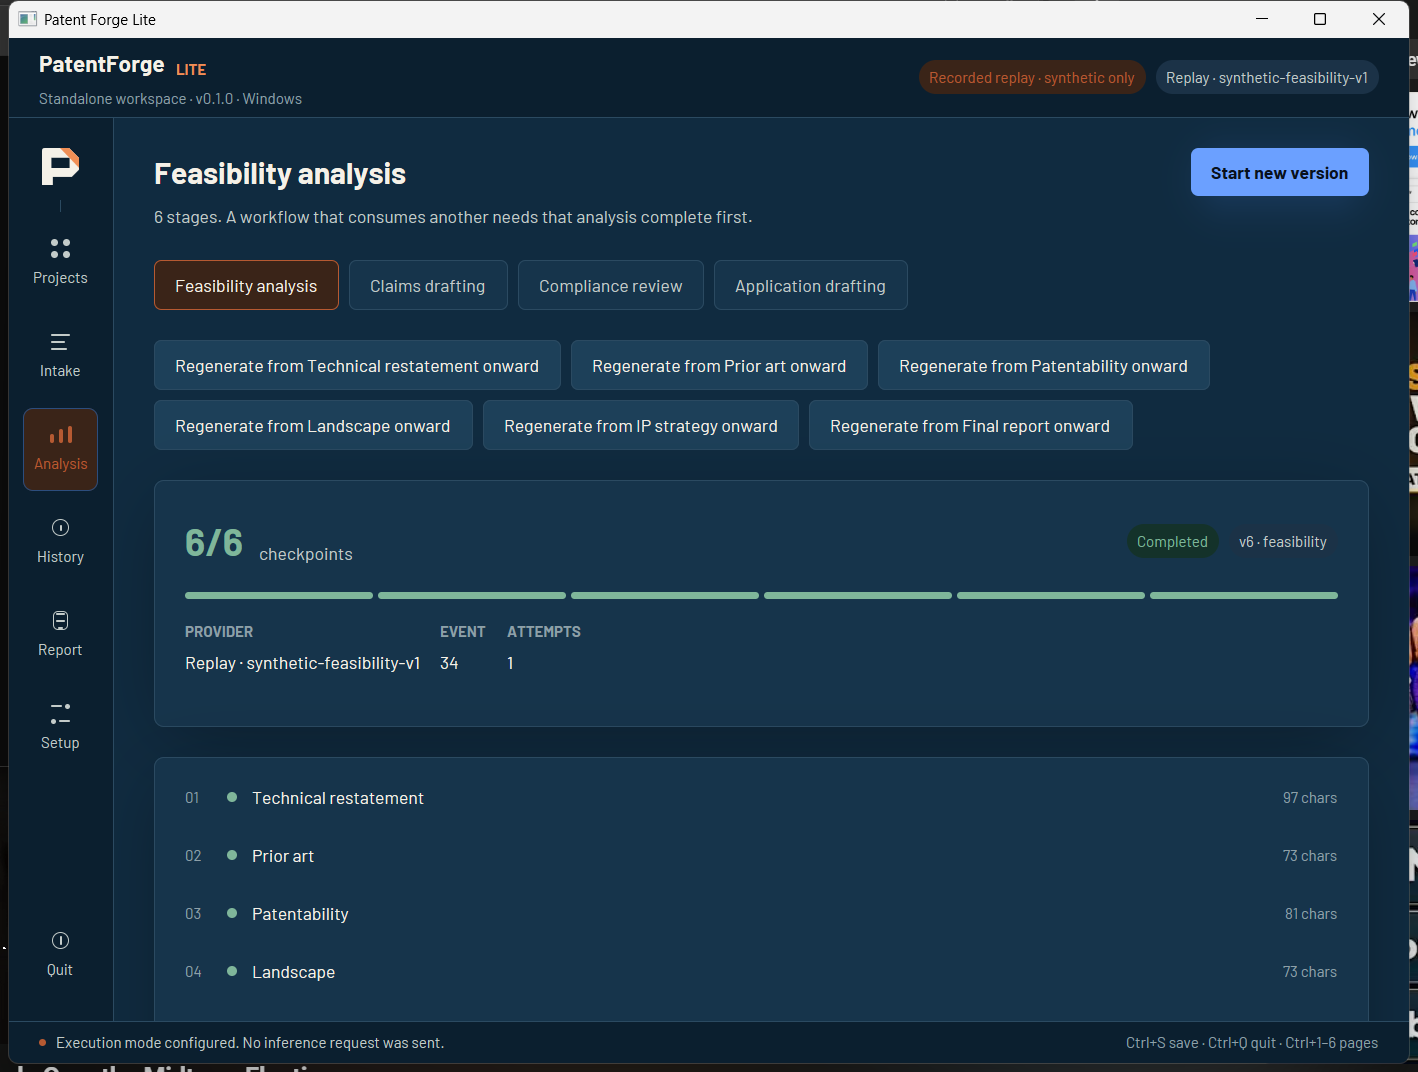 Patent Forge Lite
PatentForge LITE
Standalone workspace · v0.1.0 · Windows
Recorded replay · synthetic only
Replay · synthetic-feasibility-v1
Projects
Intake
Analysis
History
Report
Setup
Quit
Feasibility analysis
Start new version
6 stages. A workflow that consumes another needs that analysis complete first.
Feasibility analysis
Claims drafting
Compliance review
Application drafting
Regenerate from Technical restatement onward
Regenerate from Prior art onward
Regenerate from Patentability onward
Regenerate from Landscape onward
Regenerate from IP strategy onward
Regenerate from Final report onward
6/6 checkpoints
Completed
v6 · feasibility
PROVIDER EVENT ATTEMPTS
Replay · synthetic-feasibility-v1 34 1
01 Technical restatement 97 chars
02 Prior art 73 chars
03 Patentability 81 chars
04 Landscape 73 chars
Execution mode configured. No inference request was sent.
Ctrl+S save · Ctrl+Q quit · Ctrl+1–6 pages